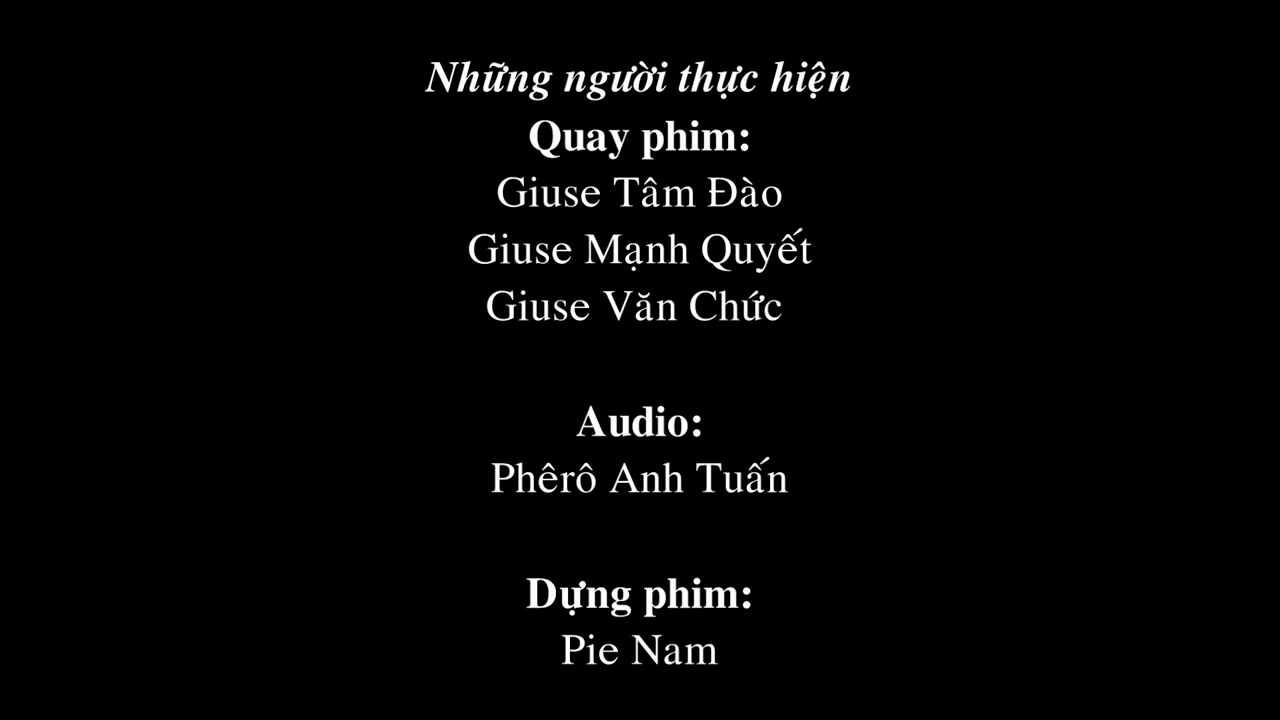 Những người thực hiện
Quay phim:
Giuse Tâm Đào
Giuse Mạnh Quyết
Giuse Văn Chức
Audio:
Phêrô Anh Tuấn
Dựng phim:
Pie Nam